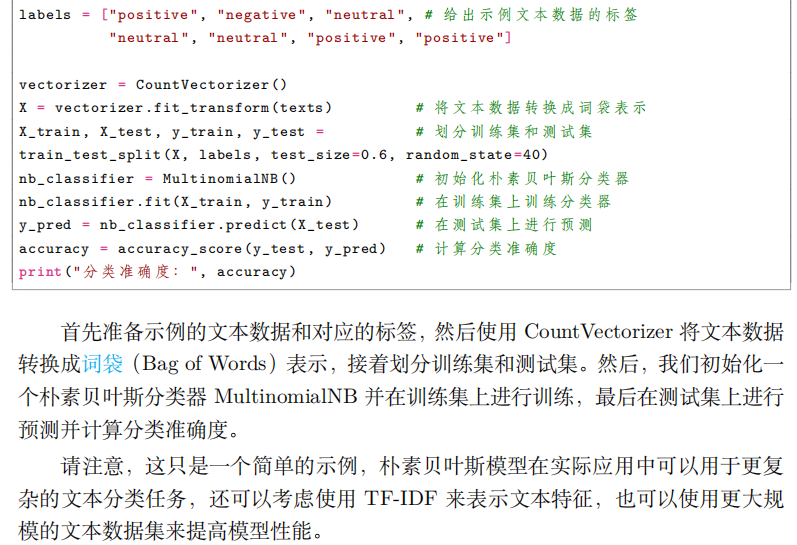 labels = ["positive", "negative", "neutral", # 给出示例文本数据的标签
"neutral", "neutral", "positive", "positive"]
vectorizer = CountVectorizer()
X = vectorizer.fit_transform(texts) # 将文本数据转换成词袋表示
X_train, X_test, y_train, y_test = # 划分训练集和测试集
train_test_split(X, labels, test_size=0.6, random_state=40)
nb_classifier = MultinomialNB() # 初始化朴素贝叶斯分类器
nb_classifier.fit(X_train, y_train) # 在训练集上训练分类器
y_pred = nb_classifier.predict(X_test) # 在测试集上进行预测
accuracy = accuracy_score(y_test, y_pred) # 计算分类准确度
print("分类准确度: ", accuracy)
首先准备示例的文本数据和对应的标签，然后使用 CountVectorizer 将文本数据
转换成词袋（Bag of Words）表示，接着划分训练集和测试集。然后，我们初始化一
个朴素贝叶斯分类器 MultinomialNB 并在训练集上进行训练，最后在测试集上进行
预测并计算分类准确度。
请注意，这只是一个简单的示例，朴素贝叶斯模型在实际应用中可以用于更复
杂的文本分类任务，还可以考虑使用 TF-IDF 来表示文本特征，也可以使用更大规
模的文本数据集来提高模型性能。